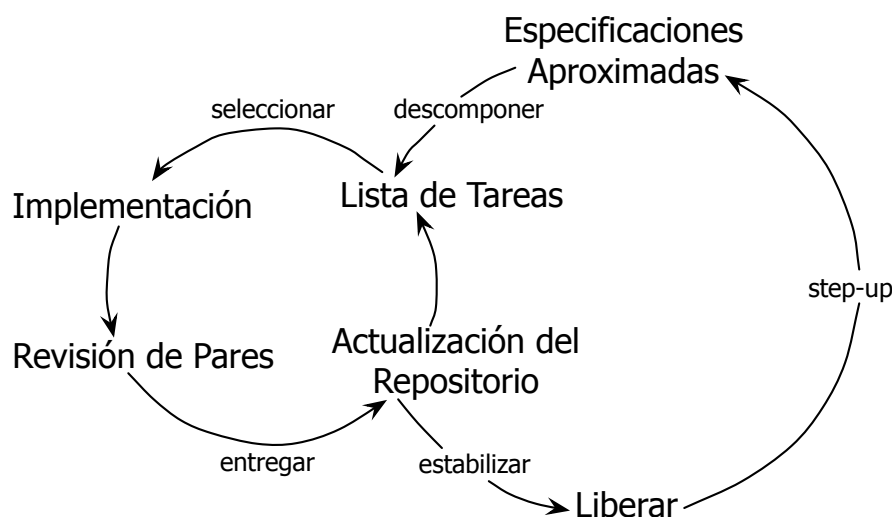 Especificaciones
Aproximadas
seleccionar
descomponer
Implementación
Lista de Tareas
step-up
Revisión de Pares
Actualización del
Repositorio
entregar
estabilizar
Liberar